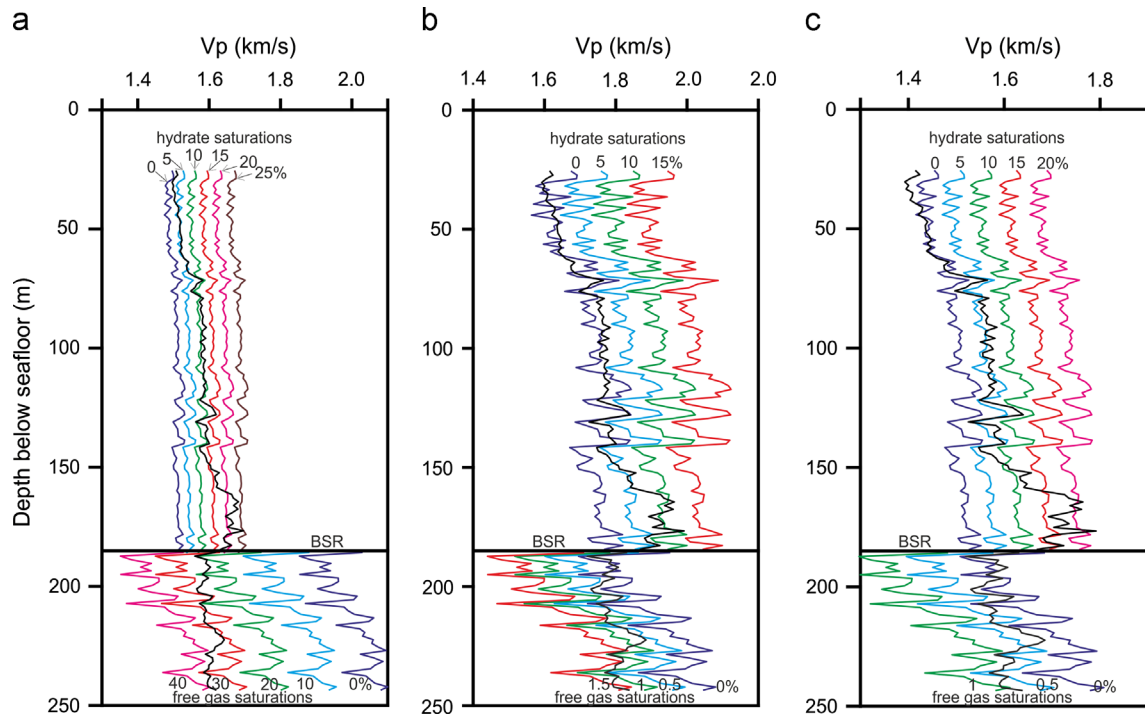 a
b
c
Vp (km/s)
Vp (km/s)
Vp (km/s)
1.4 1.6 1.8 2.0
1.4 1.6 1.8 2.0 2.0
1.4 1.6 1.8
0
50
100
150
200
250
Depth below seafloor (m)
hydrate saturations
0 5 10 15 20 25%
BSR
40 30 20 10 0%
free gas saturations
0
50
100
150
200
250
hydrate saturations
0 5 10 15%
BSR
1.5 1 0.5 0%
free gas saturations
0
50
100
150
200
250
hydrate saturations
0 5 10 15 20%
BSR
1 0.5 0%
free gas saturations